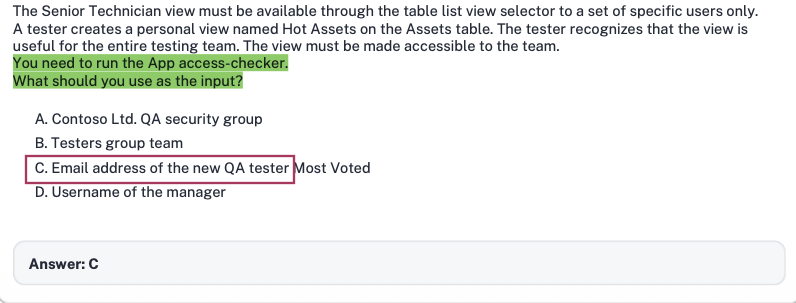 The Senior Technician view must be available through the table list view selector to a set of specific users only.
A tester creates a personal view named Hot Assets on the Assets table. The tester recognizes that the view is
useful for the entire testing team. The view must be made accessible to the team.
You need to run the App access-checker.
What should you use as the input?
A. Contoso Ltd. QA security group
B. Testers group team
C. Email address of the new QA tester Most Voted
D. Username of the manager
Answer: C